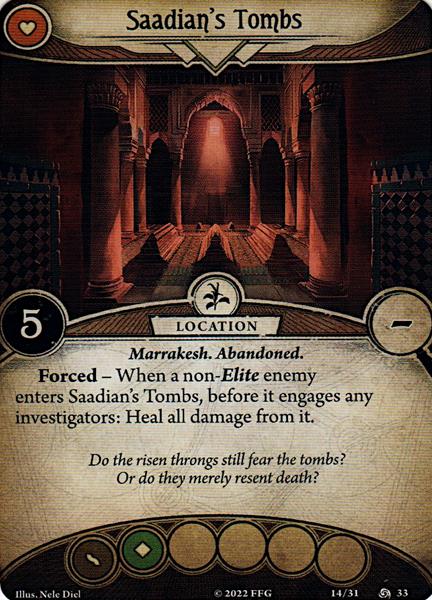 Saadian's Tombs
5
LOCATION
–
Marrakesh. Abandoned.
Forced – When a non-Elite enemy
enters Saadian's Tombs, before it engages any
investigators: Heal all damage from it.
Do the risen throngs still fear the tombs?
Or do they merely resent death?
Illus. Nele Diel
© 2022 FFG
14/31
33